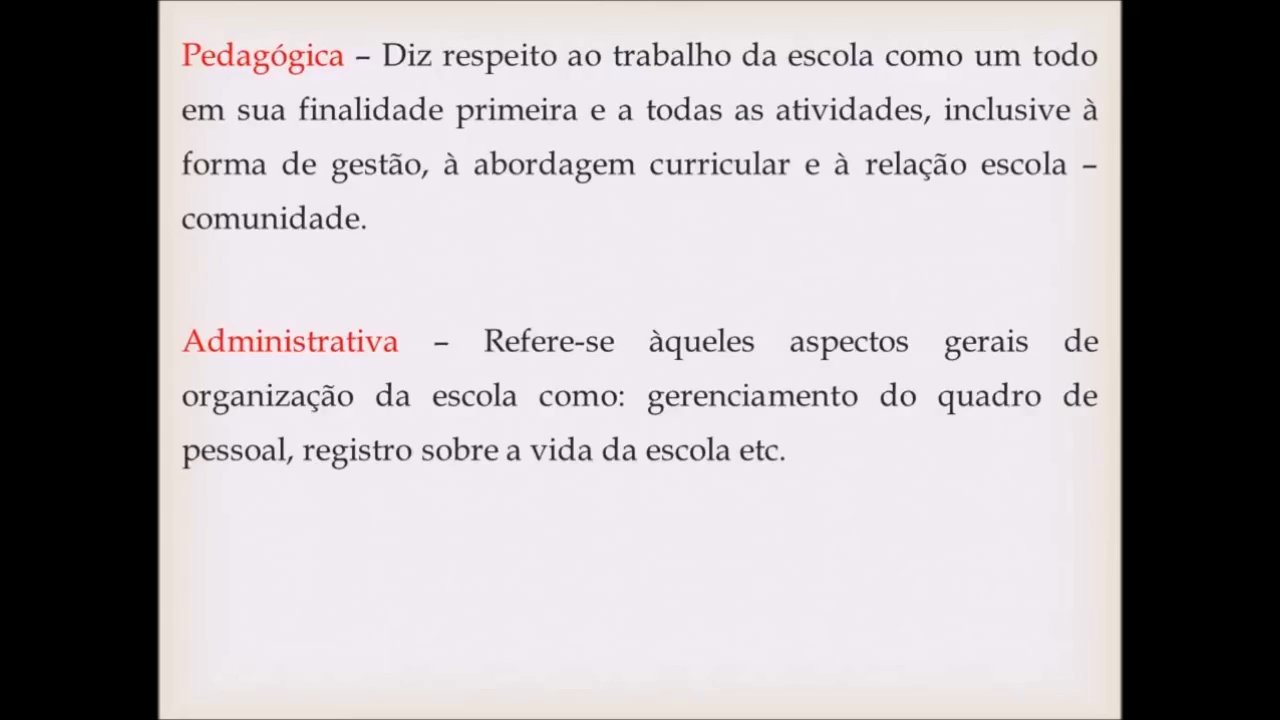 Pedagógica – Diz respeito ao trabalho da escola como um todo
em sua finalidade primeira e a todas as atividades, inclusive à
forma de gestão, à abordagem curricular e à relação escola –
comunidade.
Administrativa – Refere-se àqueles aspectos gerais de
organização da escola como: gerenciamento do quadro de
pessoal, registro sobre a vida da escola etc.